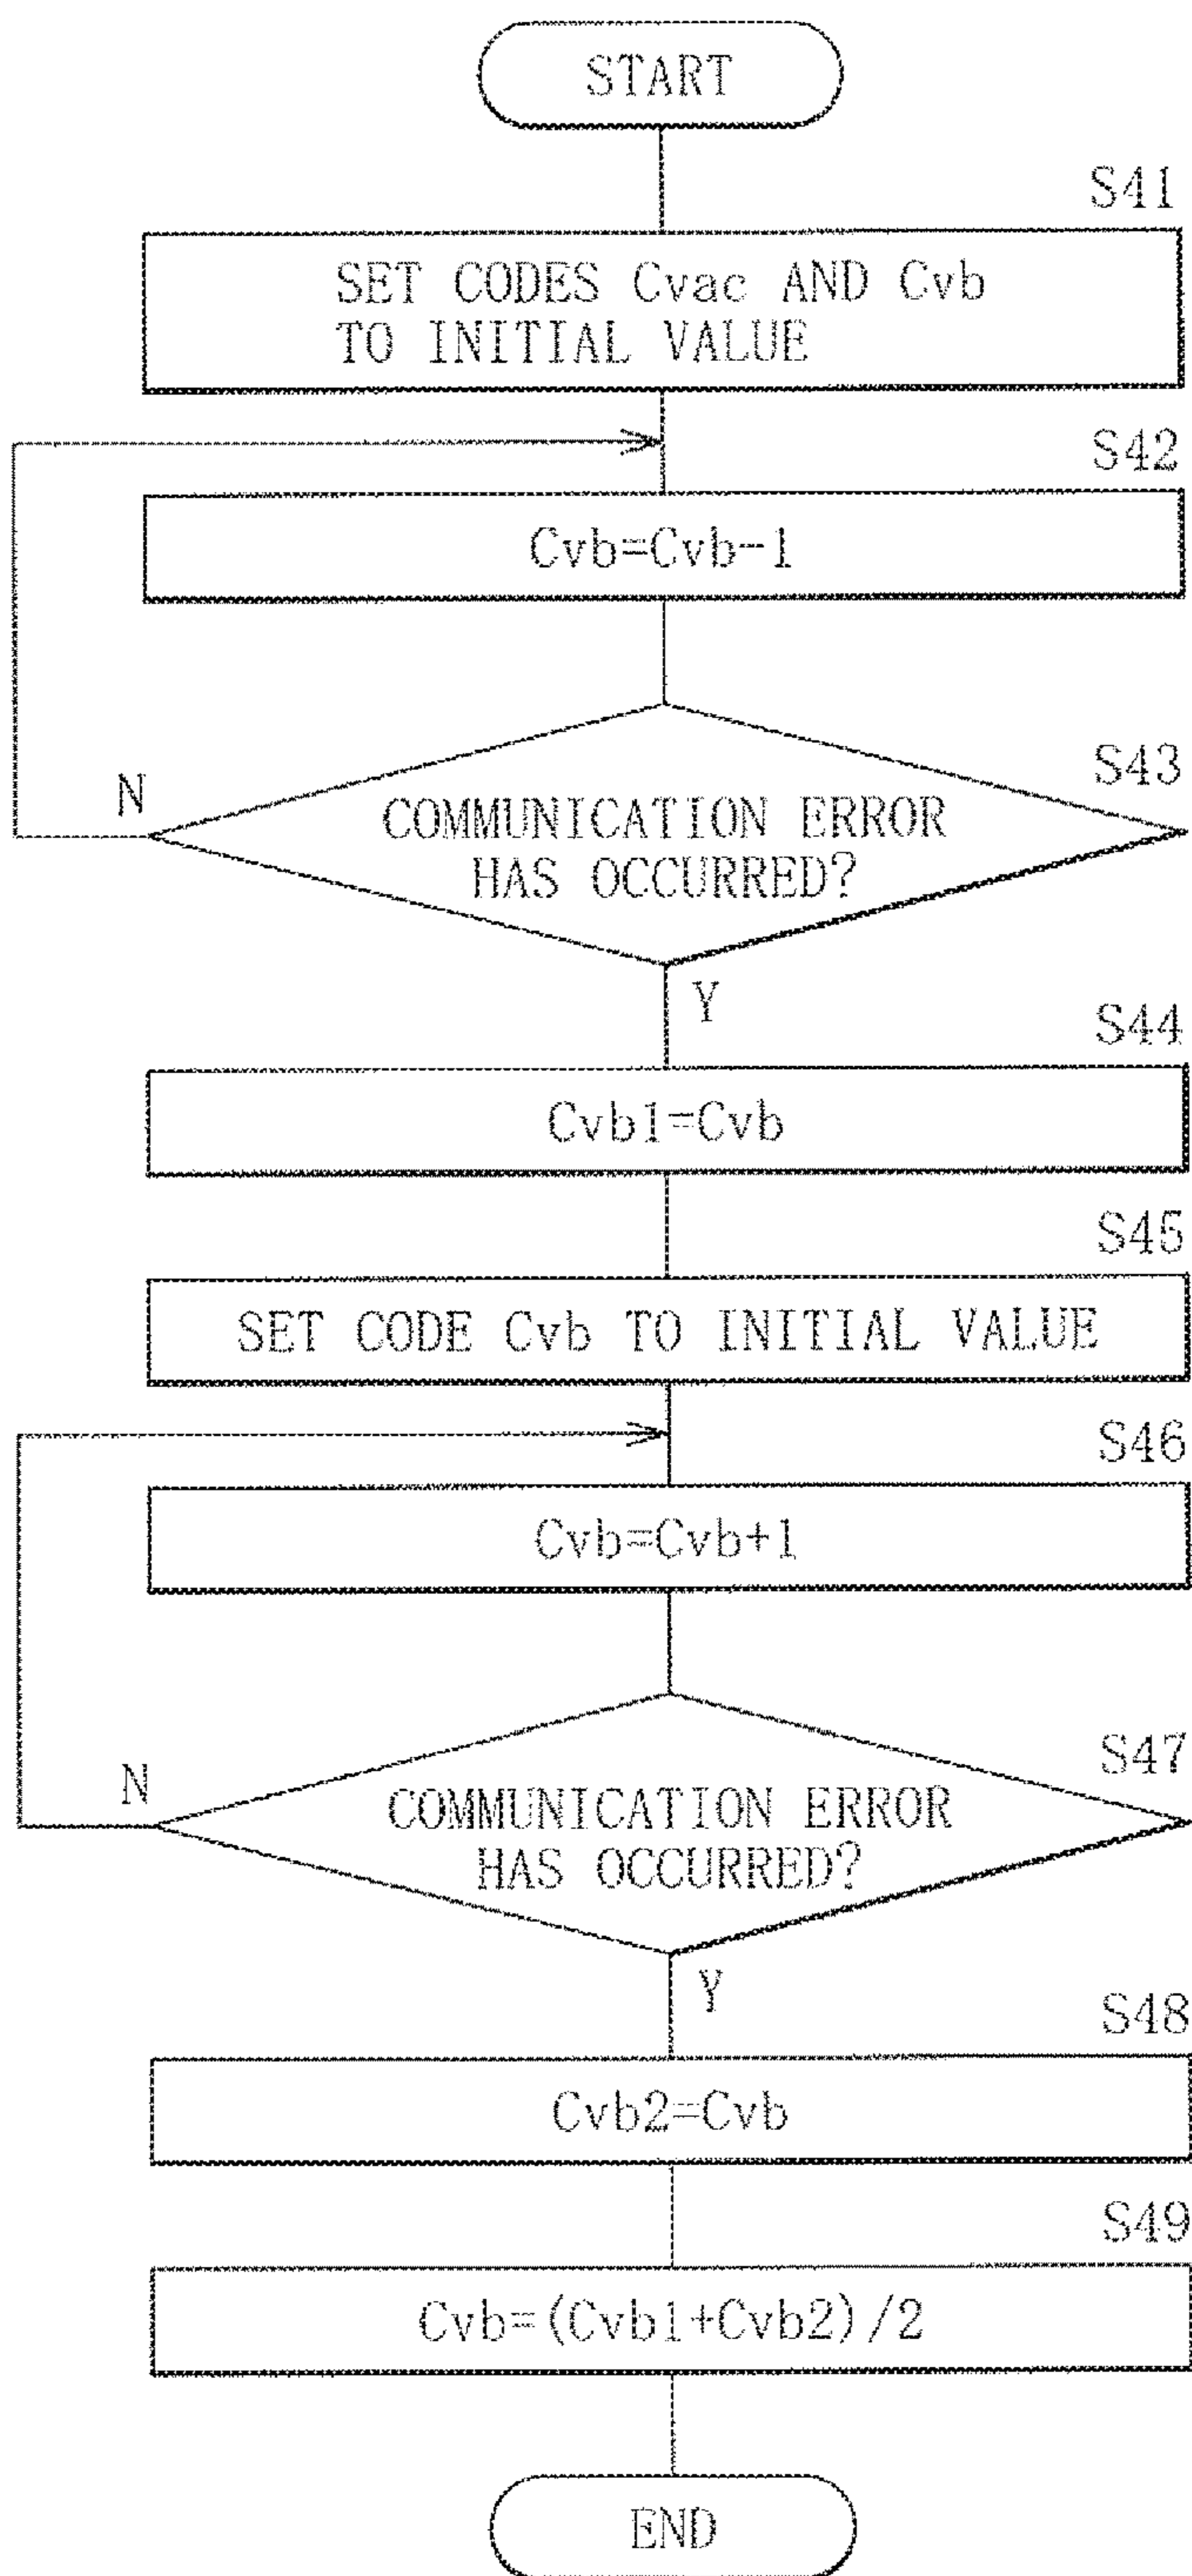 START
S41
SET CODES Cvac AND Cvb
TO INITIAL VALUE
S42
Cvb=Cvb-1
S43
N
COMMUNICATION ERROR
HAS OCCURRED?
Y
S44
Cvb1=Cvb
S45
SET CODE Cvb TO INITIAL VALUE
S46
Cvb=Cvb+1
S47
N
COMMUNICATION ERROR
HAS OCCURRED?
Y
S48
Cvb2=Cvb
S49
Cvb=(Cvb1+Cvb2)/2
END